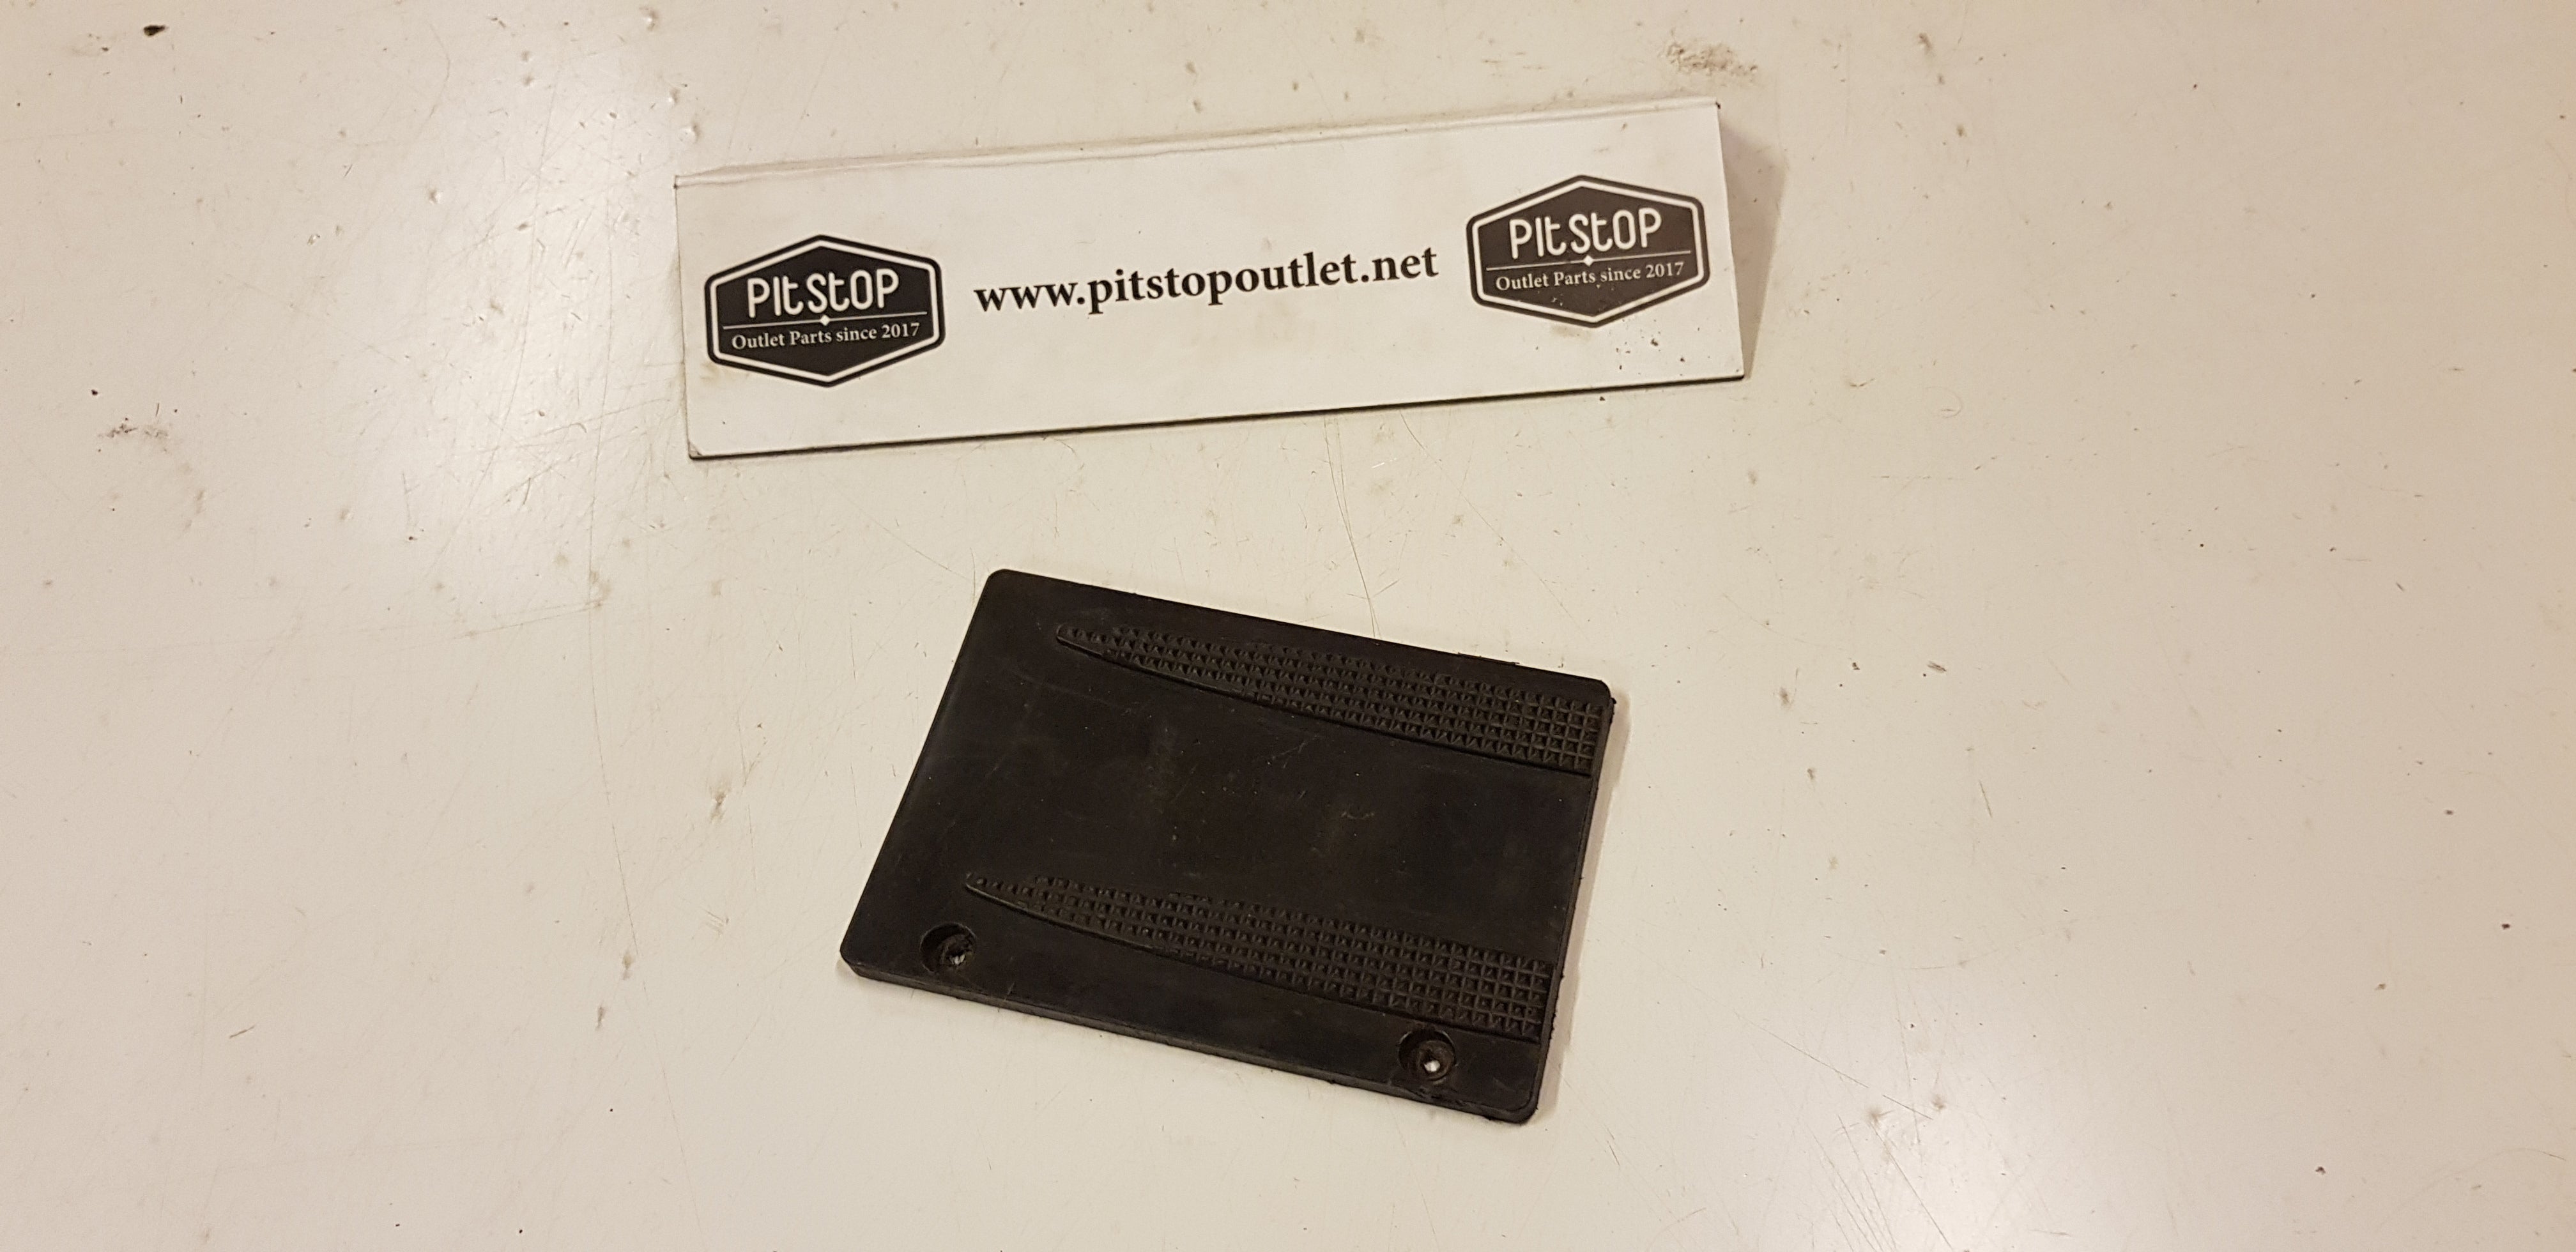 PitStop
Outlet Parts since 2017
www.pitstopoutlet.net
PitStop
Outlet Parts since 2017